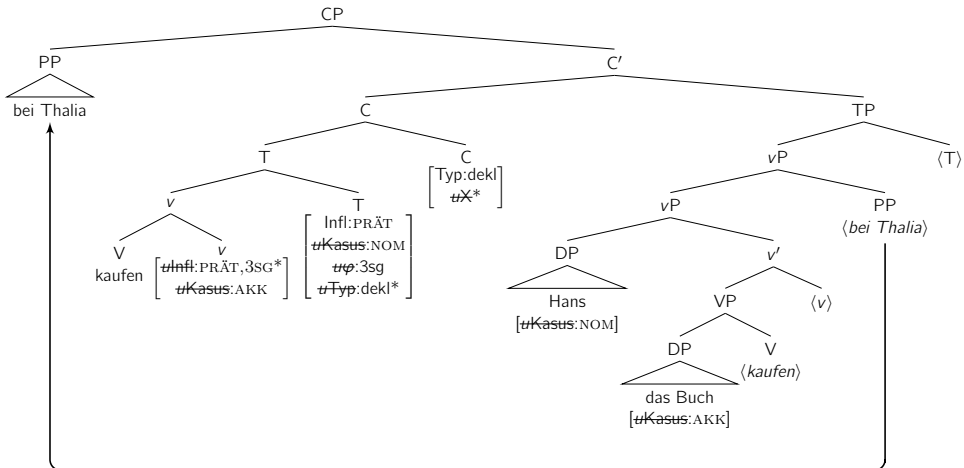 CP
PP C′
bei Thalia C TP
T C vP ⟨T⟩
[Typ:dekl]
[uX*]
v T vP PP
⟨bei Thalia⟩
V v DP v′
kaufen [uInfl:PRÄT,3SG*]
[uKasus:AKK]
[Infl:PRÄT]
[uKasus:NOM]
[uφ:3sg]
[uTyp:dekl*]
Hans VP ⟨v⟩
[uKasus:NOM]
DP V
⟨kaufen⟩
das Buch
[uKasus:AKK]